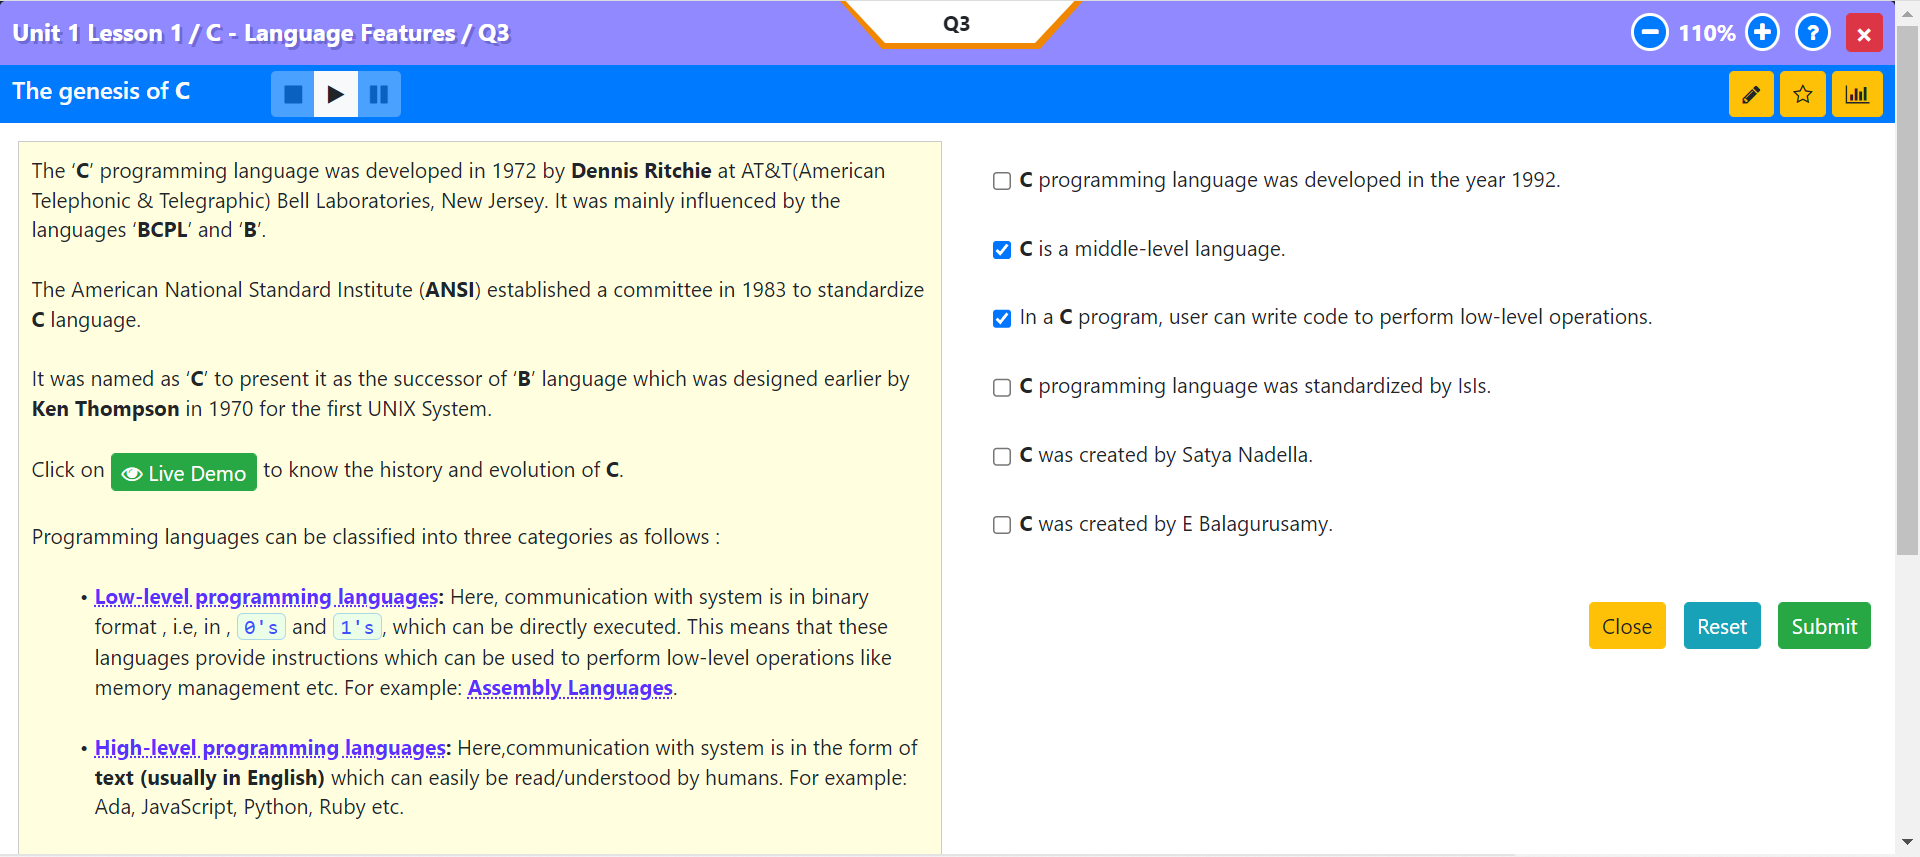 Unit 1 Lesson 1 / C - Language Features / Q3
Q3
110%
The genesis of C
The ‘C’ programming language was developed in 1972 by Dennis Ritchie at AT&T(American
Telephonic & Telegraphic) Bell Laboratories, New Jersey. It was mainly influenced by the
languages ‘BCPL’ and ‘B’.
The American National Standard Institute (ANSI) established a committee in 1983 to standardize
C language.
It was named as ‘C’ to present it as the successor of ‘B’ language which was designed earlier by
Ken Thompson in 1970 for the first UNIX System.
Click on Live Demo to know the history and evolution of C.
Programming languages can be classified into three categories as follows :
• Low-level programming languages: Here, communication with system is in binary
format , i.e, in , 0's and 1's, which can be directly executed. This means that these
languages provide instructions which can be used to perform low-level operations like
memory management etc. For example: Assembly Languages.
• High-level programming languages: Here,communication with system is in the form of
text (usually in English) which can easily be read/understood by humans. For example:
Ada, JavaScript, Python, Ruby etc.
C programming language was developed in the year 1992.
C is a middle-level language.
In a C program, user can write code to perform low-level operations.
C programming language was standardized by IsIs.
C was created by Satya Nadella.
C was created by E Balagurusamy.
Close Reset Submit